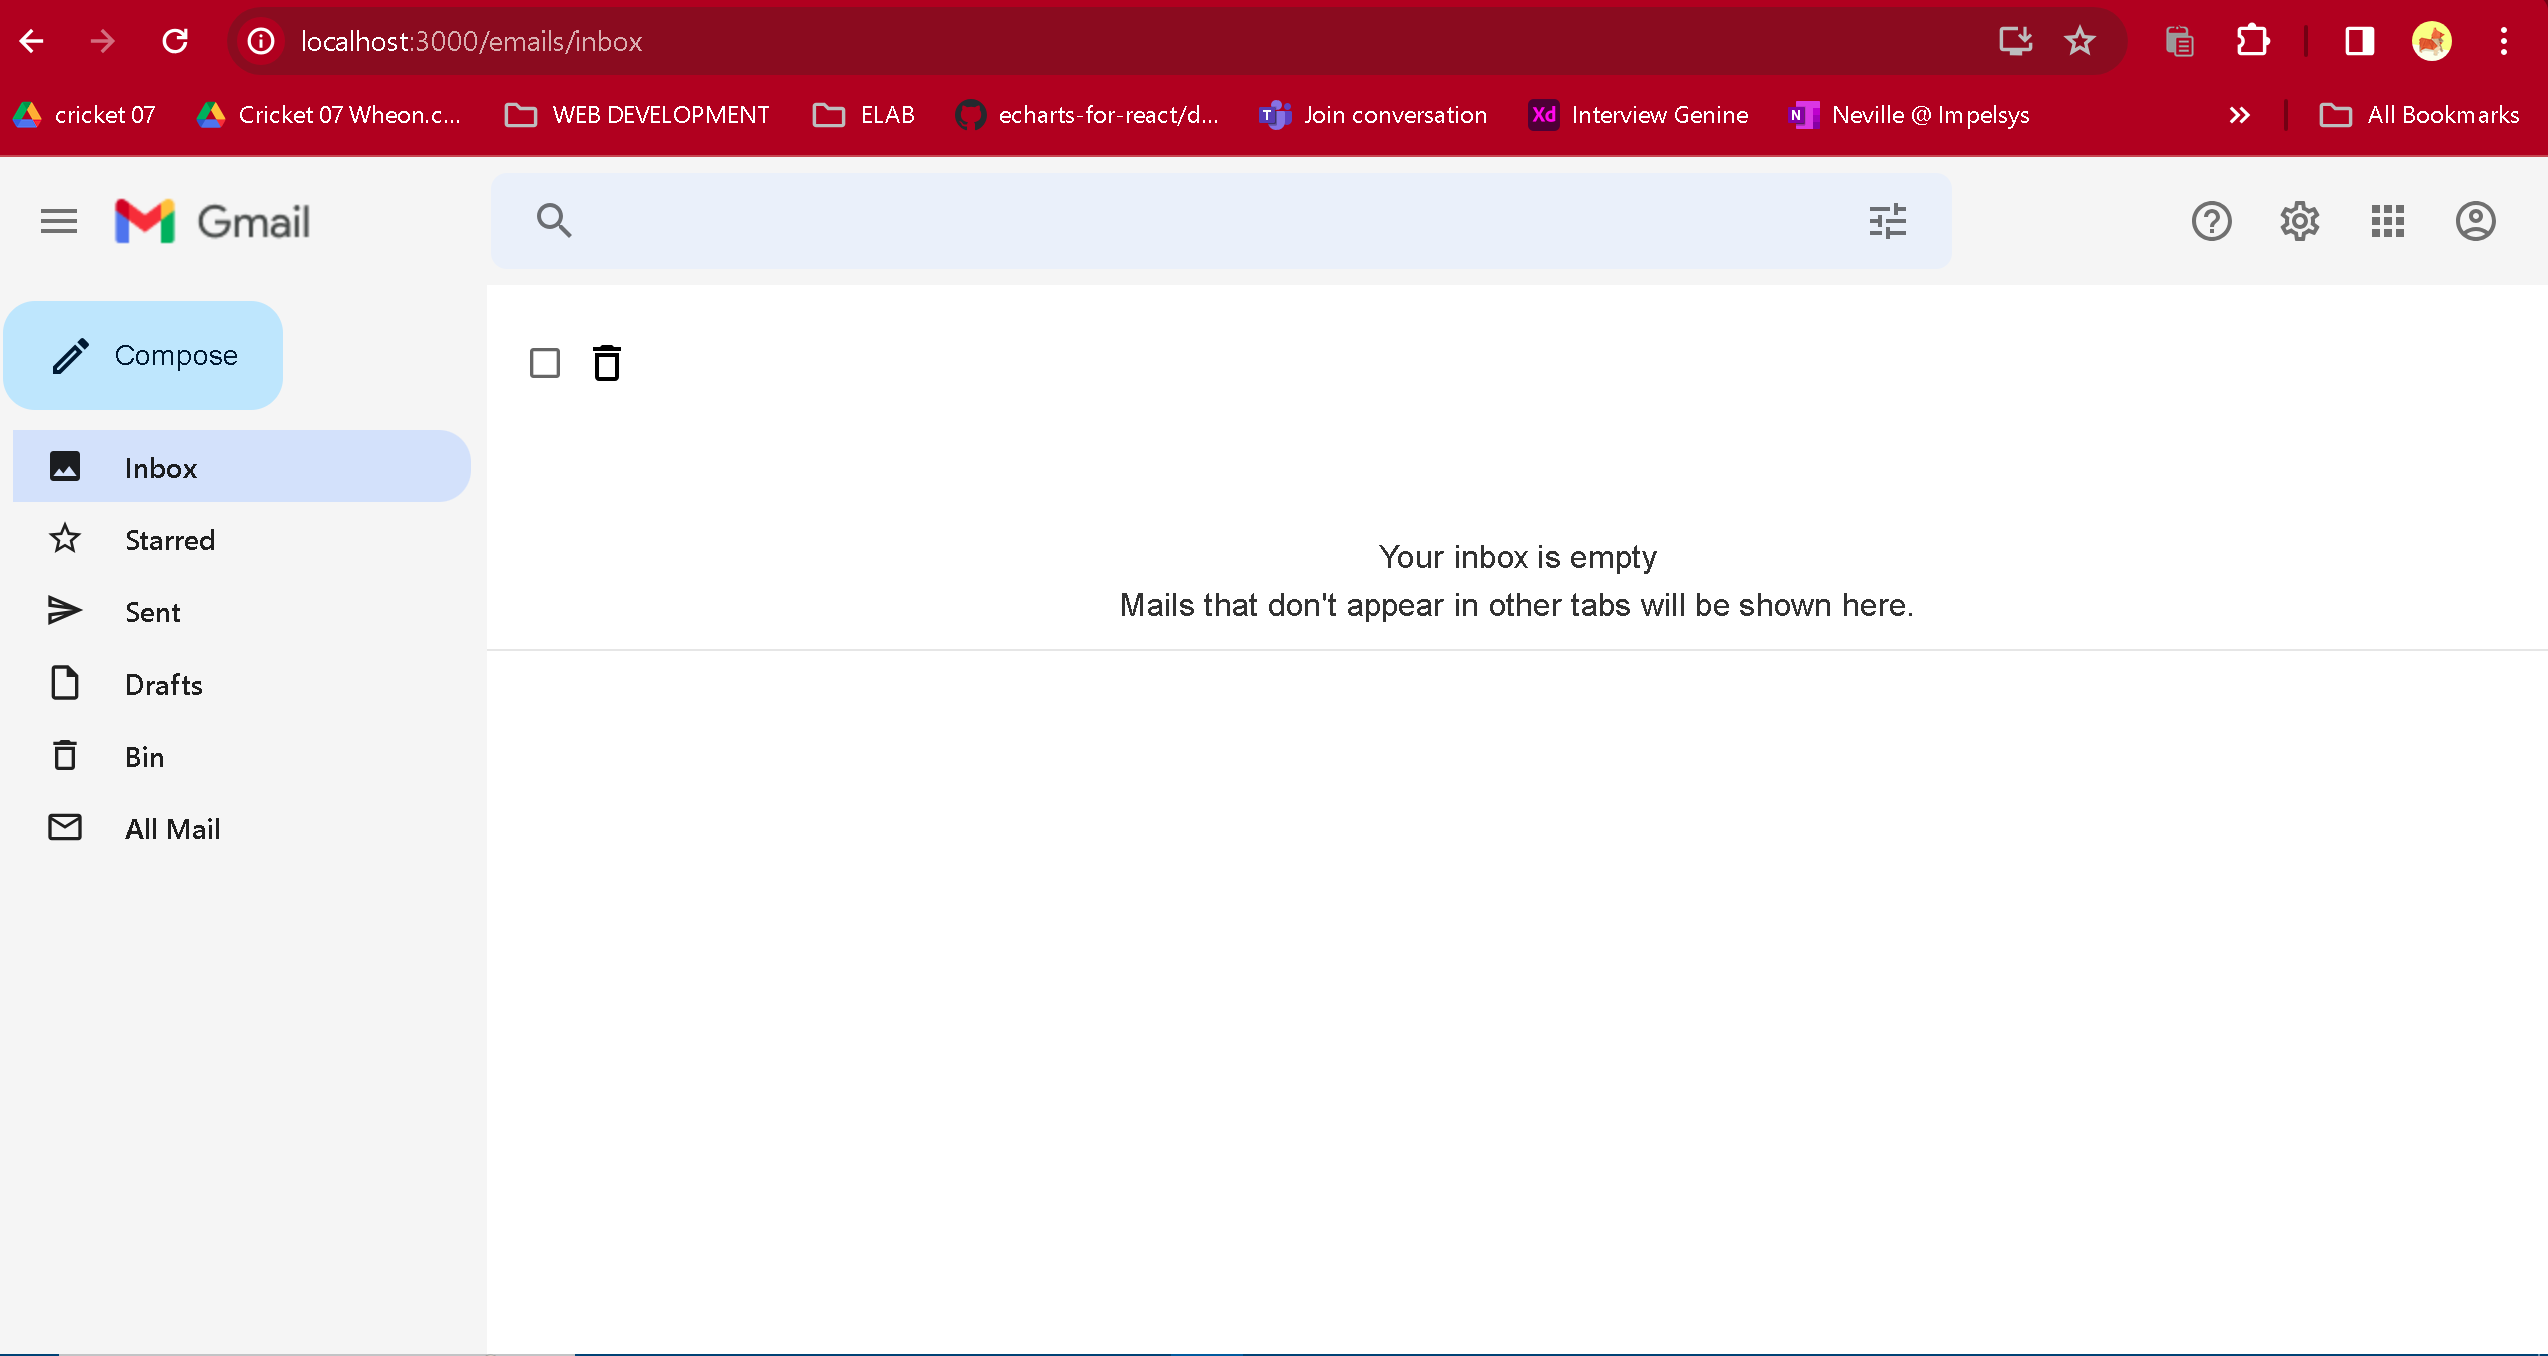 localhost:3000/emails/inbox
cricket 07 Cricket 07 Wheon.c... WEB DEVELOPMENT ELAB echarts-for-react/d... Join conversation Xd Interview Genine N Neville @ Impelsys All Bookmarks
Gmail
Compose
Inbox
Starred
Sent
Drafts
Bin
All Mail
Your inbox is empty
Mails that don't appear in other tabs will be shown here.